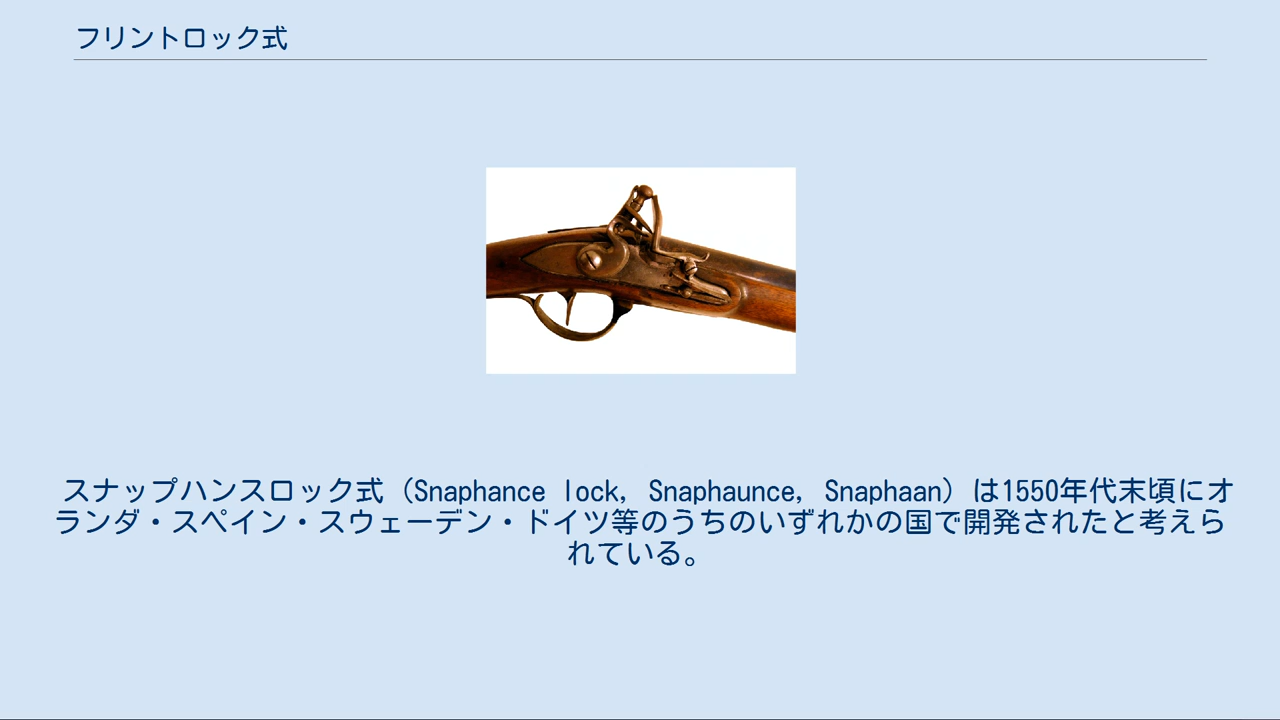 フリントロック式
スナップハンスロック式（Snaphance lock, Snaphaunce, Snaphaan）は1550年代末頃にオ
ランダ・スペイン・スウェーデン・ドイツ等のうちのいずれかの国で開発されたと考えら
れている。